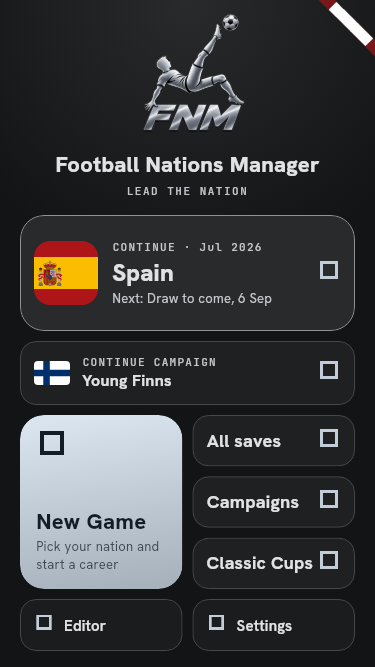 FNM
Football Nations Manager
LEAD THE NATION
CONTINUE · Jul 2026
Spain
Next: Draw to come, 6 Sep
CONTINUE CAMPAIGN
Young Finns
New Game
Pick your nation and
start a career
All saves
Campaigns
Classic Cups
Editor
Settings